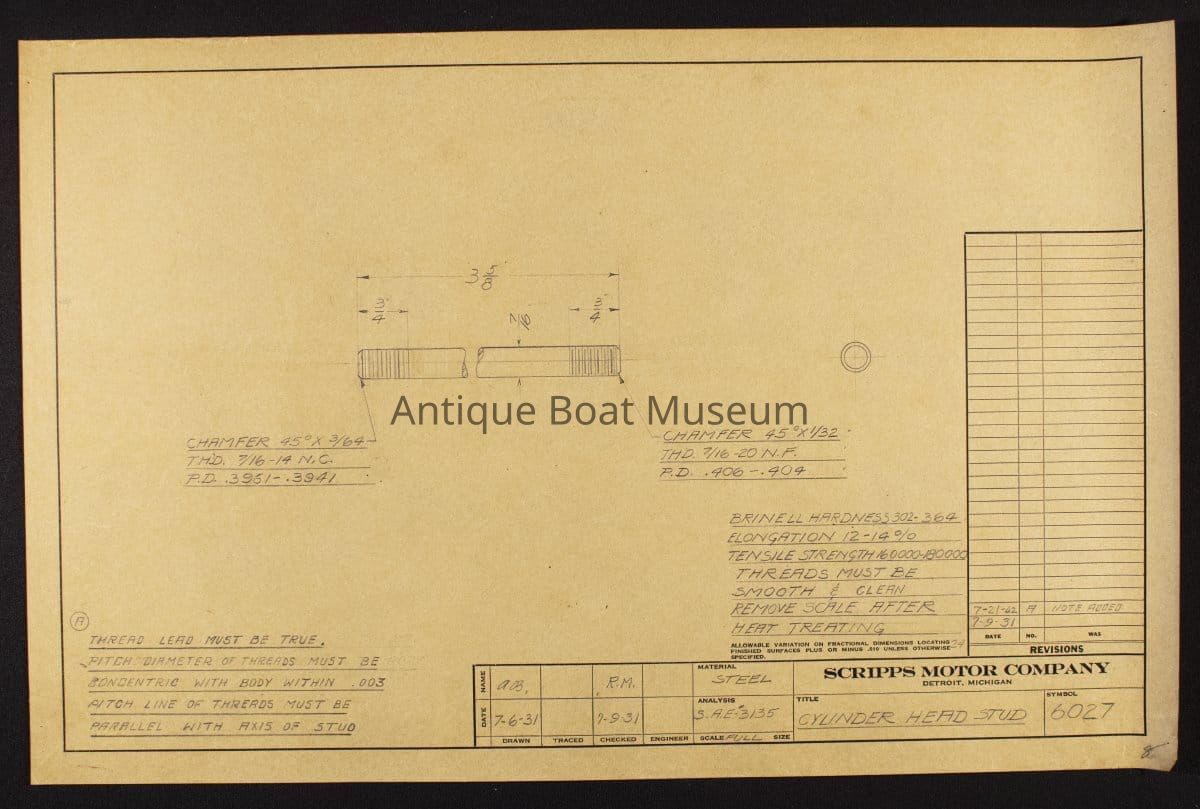 3 5/8"
3/4"
7/16
3/4"
Antique Boat Museum
CHAMFER 45° X 3/64
TH'D. 7/16-14 N.C.
P.D. .3951-.3941
CHAMFER 45° X 1/32
THD. 7/16-20 N.F.
P.D. .406-.404
BRINELL HARDNESS 302-364
ELONGATION 12-14%
TENSILE STRENGTH 160000-180000
THREADS MUST BE
SMOOTH & CLEAN
REMOVE SCALE AFTER
HEAT TREATING
ALLOWABLE VARIATION ON FRACTIONAL DIMENSIONS LOCATING
FINISHED SURFACES PLUS OR MINUS .010 UNLESS OTHERWISE
SPECIFIED.
A
THREAD LEAD MUST BE TRUE.
PITCH DIAMETER OF THREADS MUST BE
CONCENTRIC WITH BODY WITHIN .003
PITCH LINE OF THREADS MUST BE
PARALLEL WITH AXIS OF STUD
7-21-42 A NOTE ADDED
7-9-31
DATE NO. WAS
REVISIONS
NAME A.B. R.M.
DATE 7-6-31 7-9-31
DRAWN TRACED CHECKED ENGINEER
MATERIAL
STEEL
ANALYSIS
S.A.E.-3135
SCALE FULL SIZE
SCRIPPS MOTOR COMPANY
DETROIT, MICHIGAN
TITLE
CYLINDER HEAD STUD
SYMBOL
6027
8